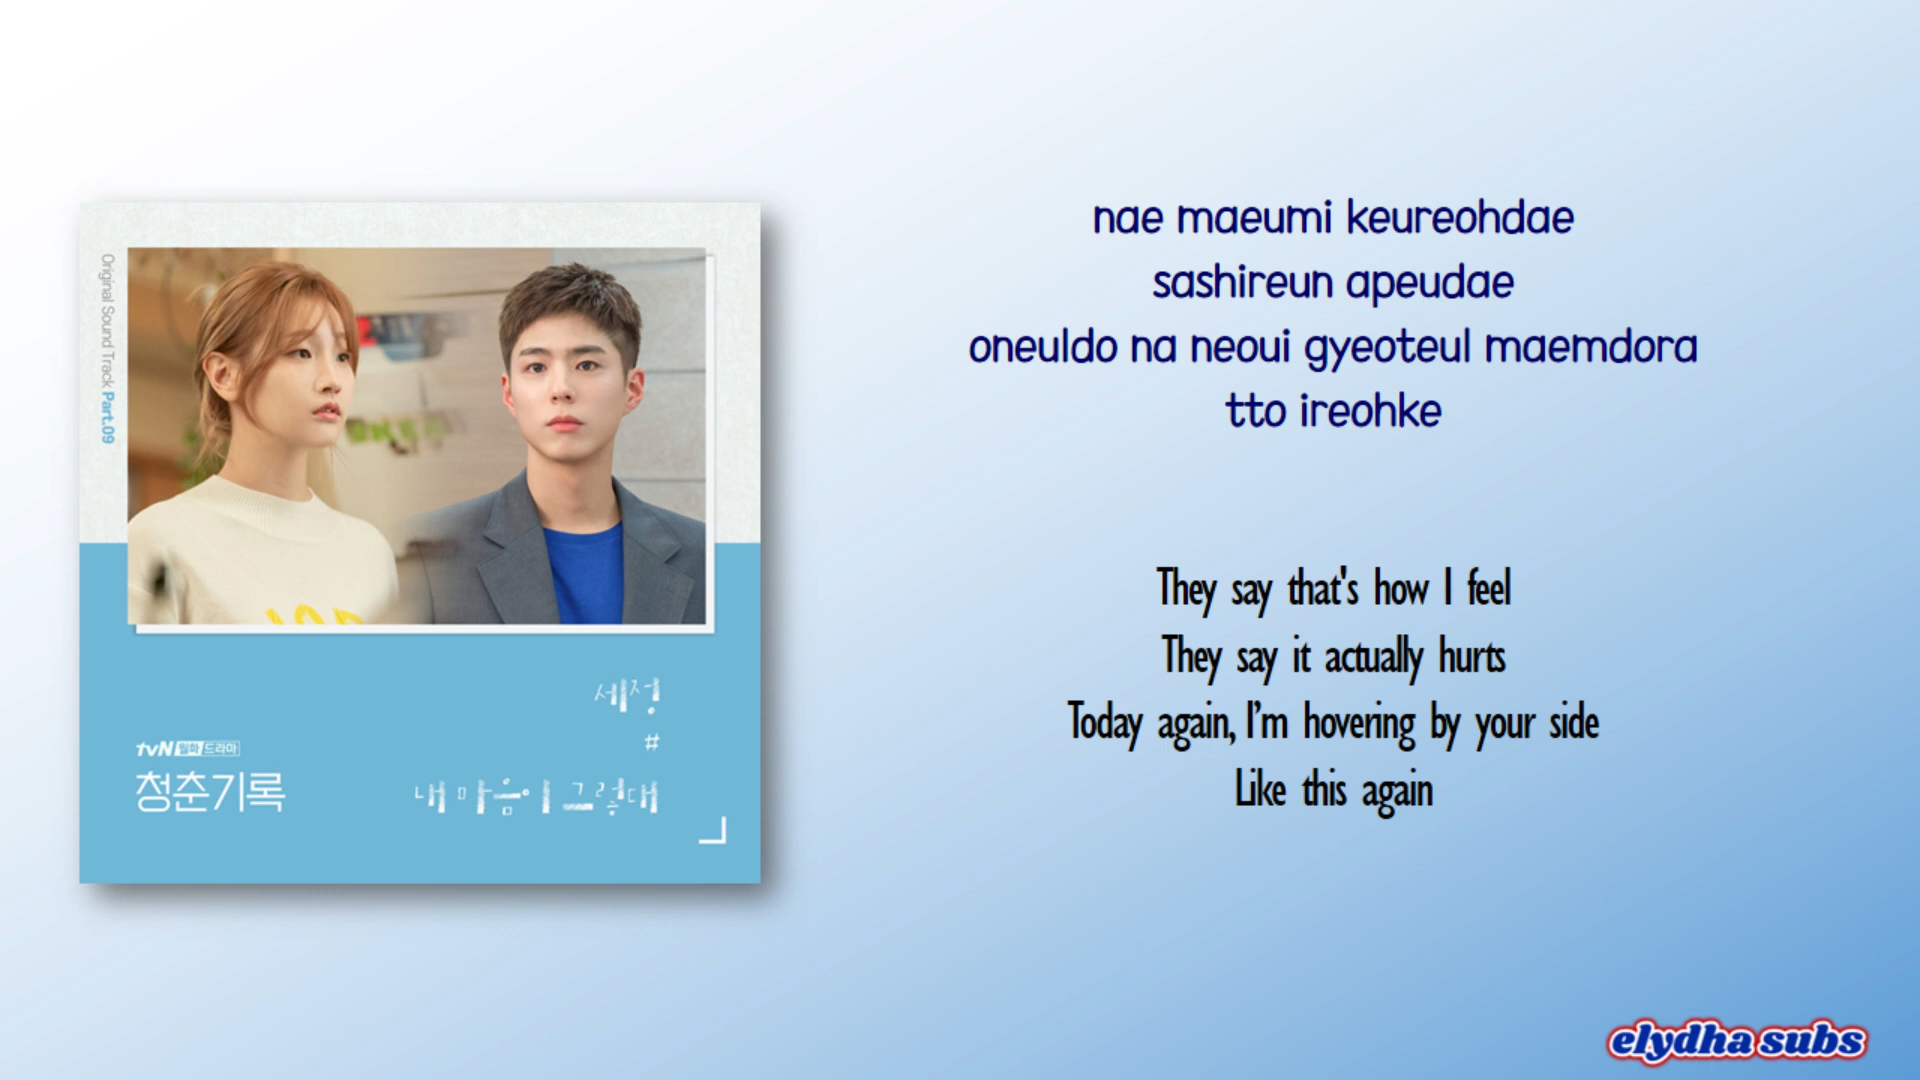 Original Sound Track Part.09
세정
#
내 마음이 그렇대
tvN 월화드라마
청춘기록
nae maeumi keureohdae
sashireun apeudae
oneuldo na neoui gyeoteul maemdora
tto ireohke
They say that's how I feel
They say it actually hurts
Today again, I'm hovering by your side
Like this again
elydha subs